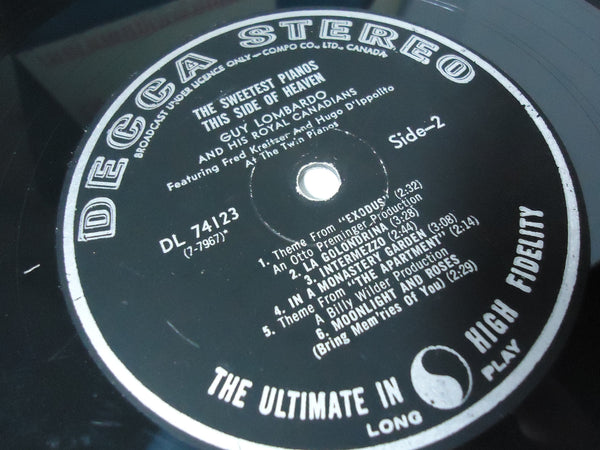 DECCA STEREO
BROADCAST UNDER LICENCE ONLY — COMPO CO., LTD., CANADA
THE SWEETEST PIANOS
THIS SIDE OF HEAVEN
GUY LOMBARDO
AND HIS ROYAL CANADIANS
Featuring Fred Kreitzer And Hugo D'Ippolito
At The Twin Pianos
Side-2
DL 74123
(7-7967)*
1. Theme From "EXODUS" (2:32)
An Otto Preminger Production
2. LA GOLONDRINA (3:28)
3. INTERMEZZO (2:44)
4. IN A MONASTERY GARDEN (3:08)
5. Theme From "THE APARTMENT" (2:14)
A Billy Wilder Production
6. MOONLIGHT AND ROSES
(Bring Mem'ries of You) (2:29)
THE ULTIMATE IN HIGH FIDELITY
LONG PLAY